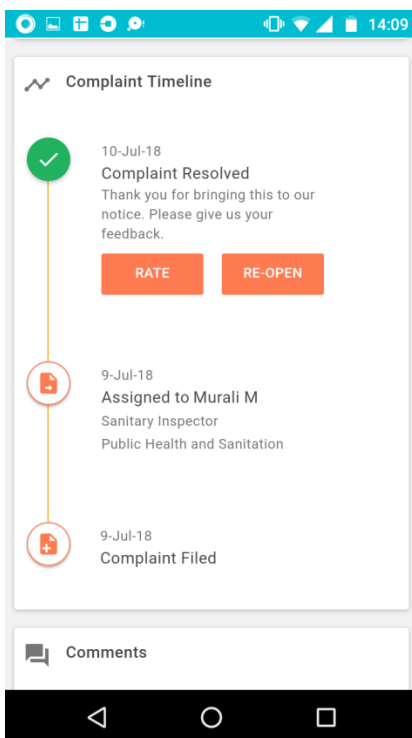 14:09
Complaint Timeline
10-Jul-18
Complaint Resolved
Thank you for bringing this to our
notice. Please give us your
feedback.
RATE
RE-OPEN
9-Jul-18
Assigned to Murali M
Sanitary Inspector
Public Health and Sanitation
9-Jul-18
Complaint Filed
Comments